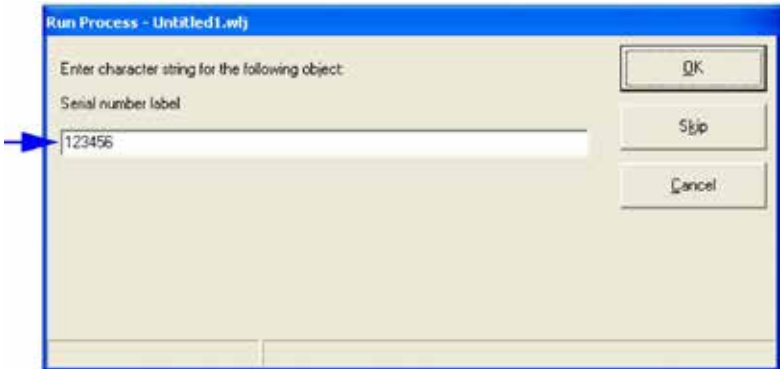 Run Process - Untitled1.wlj
Enter character string for the following object:
Serial number label
123456
OK
Skip
Cancel